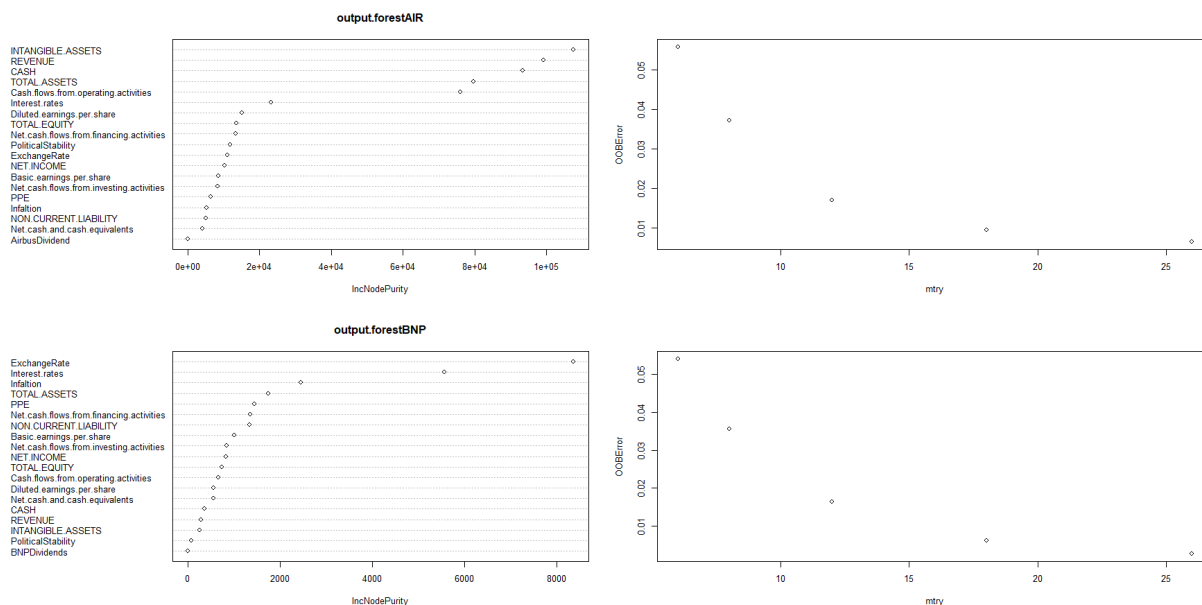 output.forestAIR
INTANGIBLE.ASSETS
REVENUE
CASH
TOTAL.ASSETS
Cash.flows.from.operating.activities
Interest.rates
Diluted.earnings.per.share
TOTAL.EQUITY
Net.cash.flows.from.financing.activities
PoliticalStability
ExchangeRate
NET.INCOME
Basic.earnings.per.share
Net.cash.flows.from.investing.activities
PPE
Infaltion
NON.CURRENT.LIABILITY
Net.cash.and.cash.equivalents
AirbusDividend
0e+00 2e+04 4e+04 6e+04 8e+04 1e+05
IncNodePurity
OOBError
0.05
0.04
0.03
0.02
0.01
10 15 20 25
mtry
output.forestBNP
ExchangeRate
Interest.rates
Infaltion
TOTAL.ASSETS
PPE
Net.cash.flows.from.financing.activities
NON.CURRENT.LIABILITY
Basic.earnings.per.share
Net.cash.flows.from.investing.activities
NET.INCOME
TOTAL.EQUITY
Cash.flows.from.operating.activities
Diluted.earnings.per.share
Net.cash.and.cash.equivalents
CASH
REVENUE
INTANGIBLE.ASSETS
PoliticalStability
BNPDividends
0 2000 4000 6000 8000
IncNodePurity
OOBError
0.05
0.04
0.03
0.02
0.01
10 15 20 25
mtry